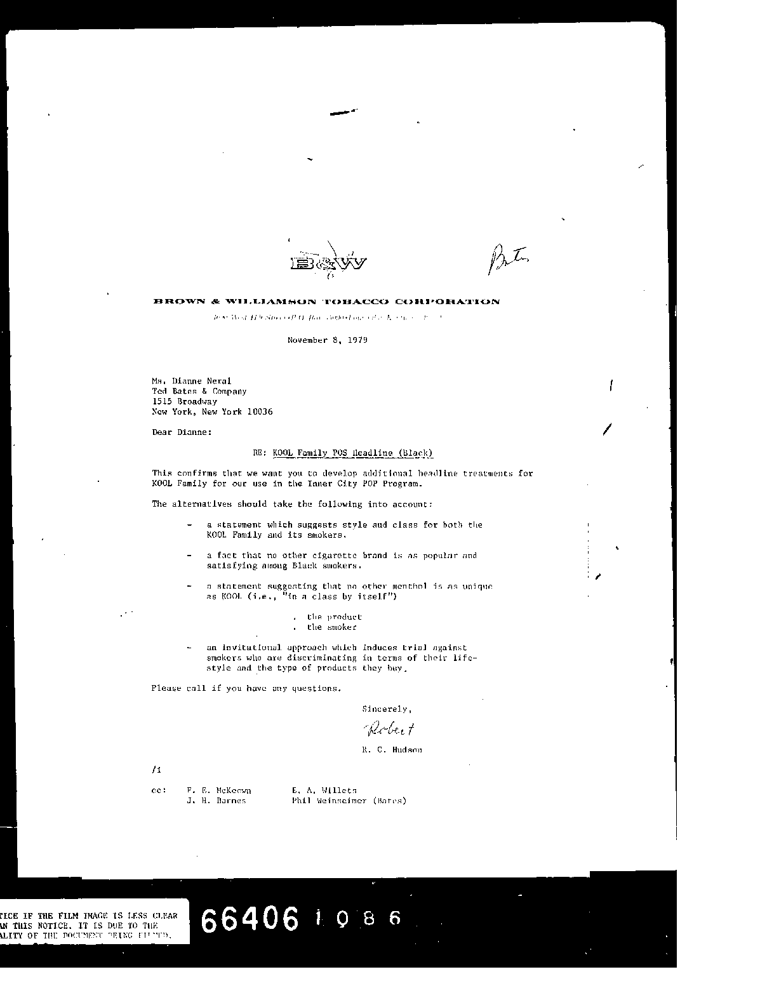 B&W
BROWN & WILLIAMSON TOBACCO CORPORATION
November 8, 1979
Ms. Dianne Neral
Ted Bates & Company
1515 Broadway
New York, New York 10036
Dear Dianne:
RE: KOOL Family POS Headline (Black)
This confirms that we want you to develop additional headline treatments for
KOOL Family for our use in the Inner City POP Program.
The alternatives should take the following into account:
- a statement which suggests style and class for both the
KOOL Family and its smokers.
- a fact that no other cigarette brand is as popular and
satisfying among Black smokers.
- a statement suggesting that no other menthol is as unique
as KOOL (i.e., "in a class by itself")
. the product
. the smoker
- an invitational approach which induces trial against
smokers who are discriminating in terms of their life-
style and the type of products they buy.
Please call if you have any questions.
Sincerely,
Robert
R. C. Hudson
/i
cc: F. E. McKeown E. A. Willets
J. H. Barnes Phil Weinseimer (Bates)
TICE IF THE FILM IMAGE IS LESS CLEAR
AN THIS NOTICE, IT IS DUE TO THE
ALITY OF THE DOCUMENT BEING
66406 1086